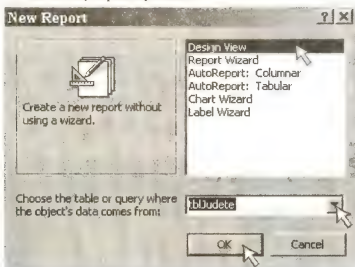 New Report
Design View
Report Wizard
AutoReport: Columnar
AutoReport: Tabular
Chart Wizard
Label Wizard
Create a new report without
using a wizard.
Choose the table or query where
the object's data comes from:
tblJudete
OK
Cancel